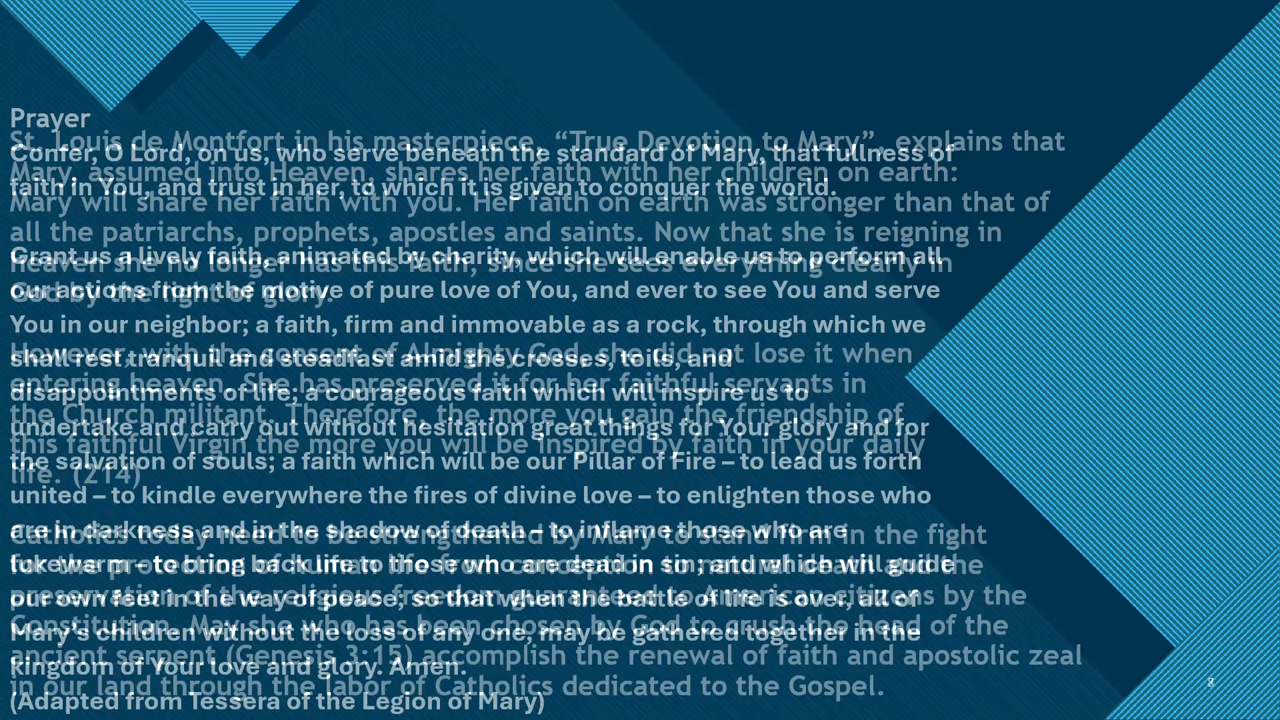 Prayer
Confer, O Lord, on us, who serve beneath the standard of Mary, that fullness of
faith in You, and trust in her, to which it is given to conquer the world.
Grant us a lively faith, animated by charity, which will enable us to perform all
our actions from the motive of pure love of You, and ever to see You and serve
You in our neighbor; a faith, firm and immovable as a rock, through which we
shall rest tranquil and steadfast amid the crosses, toils, and
disappointments of life; a courageous faith which will inspire us to
undertake and carry out without hesitation great things for Your glory and for
the salvation of souls; a faith which will be our Pillar of Fire – to lead us forth
united – to kindle everywhere the fires of divine love – to enlighten those who
are in darkness and in the shadow of death – to inflame those who are
lukewarm – to bring back life to those who are dead in sin; and which will guide
our own feet in the way of peace; so that when the battle of life is over, all of
Mary's children without the loss of any one, may be gathered together in the
kingdom of Your love and glory. Amen.
(Adapted from Tessera of the Legion of Mary)
St. Louis de Montfort in his masterpiece, “True Devotion to Mary”, explains that
Mary, assumed into Heaven, shares her faith with her children on earth:
Mary will share her faith with you. Her faith on earth was stronger than that of
all the patriarchs, prophets, apostles and saints. Now that she is reigning in
heaven she no longer has this faith, since she sees everything clearly in
God by the light of glory.
However, with the consent of Almighty God, she did not lose it when
entering heaven. She has preserved it for her faithful servants in
the Church militant. Therefore, the more you gain the friendship of
this faithful Virgin the more you will be inspired by faith in your daily
life. (214)
Catholics today need to be strengthened by Mary to stand firm in the fight
for the protection of human life from conception to natural death and the
preservation of the religious freedom guaranteed to American citizens by the
Constitution. May she who has been chosen by God to crush the head of the
ancient serpent (Genesis 3:15) accomplish the renewal of faith and apostolic zeal
in our land through the labor of Catholics dedicated to the Gospel.
8